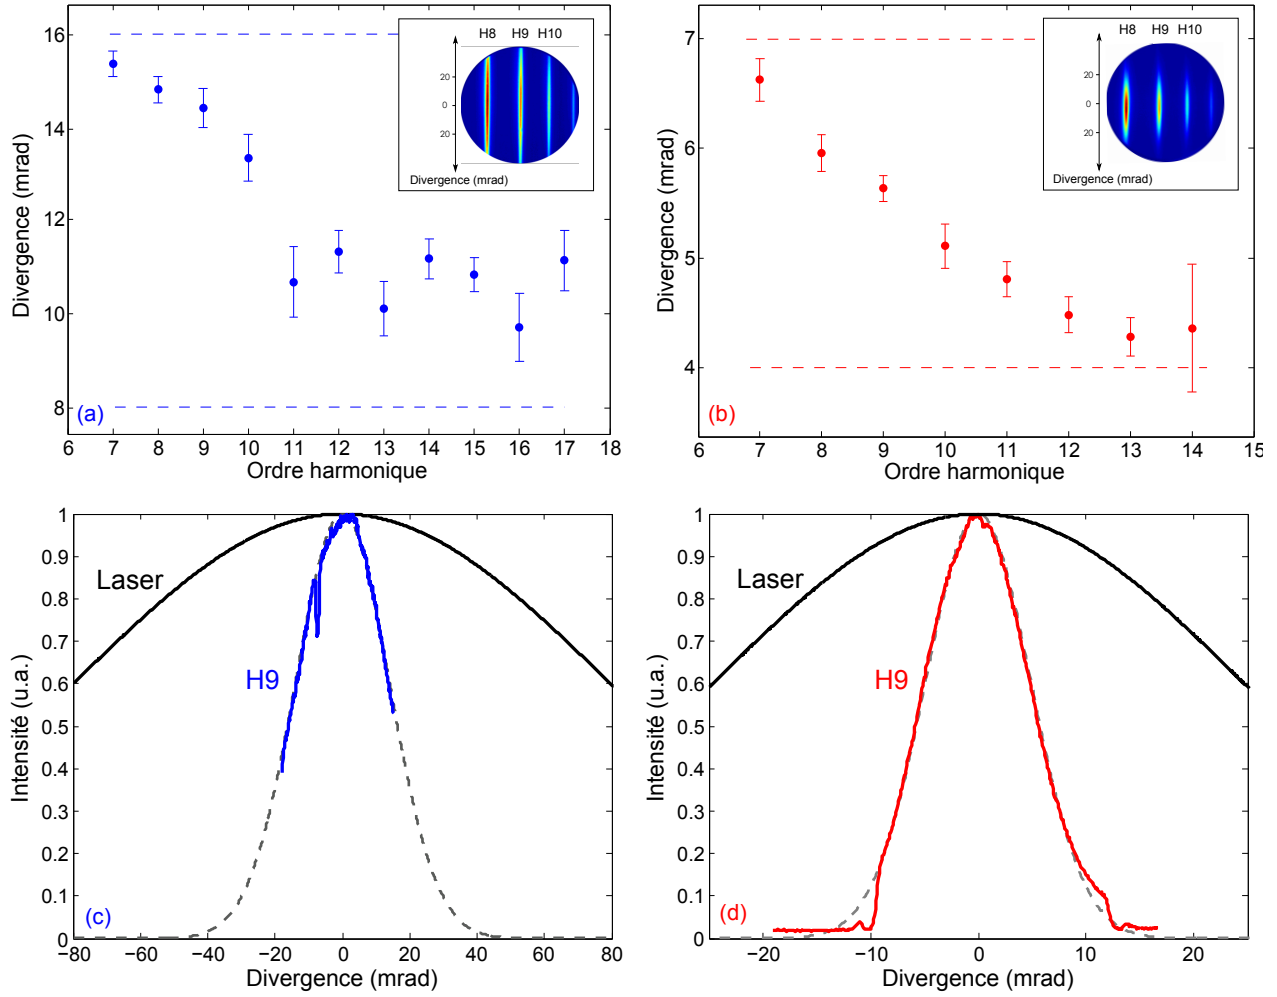 H8 H9 H10
20
0
20
Divergence (mrad)
16
14
12
10
8
Divergence (mrad)
(a)
6 7 8 9 10 11 12 13 14 15 16 17 18
Ordre harmonique
H8 H9 H10
20
0
20
Divergence (mrad)
7
6
5
4
Divergence (mrad)
(b)
6 7 8 9 10 11 12 13 14 15
Ordre harmonique
1
0.9
0.8
0.7
0.6
0.5
0.4
0.3
0.2
0.1
0
Intensité (u.a.)
Laser
H9
(c)
−80 −60 −40 −20 0 20 40 60 80
Divergence (mrad)
1
0.9
0.8
0.7
0.6
0.5
0.4
0.3
0.2
0.1
0
Intensité (u.a.)
Laser
H9
(d)
−20 −10 0 10 20
Divergence (mrad)